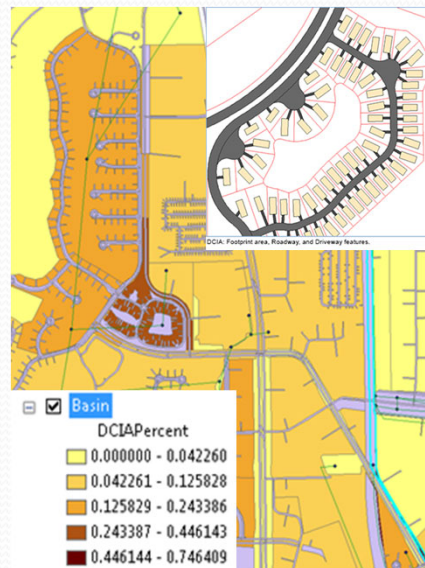 DCIA: Footprint area, Roadway, and Driveway features.
Basin
DCIAPercent
0.000000 - 0.042260
0.042261 - 0.125828
0.125829 - 0.243386
0.243387 - 0.446143
0.446144 - 0.746409